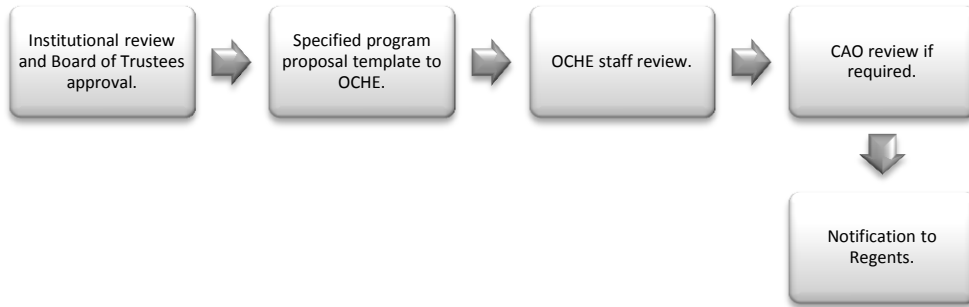 Institutional review
and Board of Trustees
approval.
Specified program
proposal template to
OCHE.
OCHE staff review.
CAO review if
required.
Notification to
Regents.